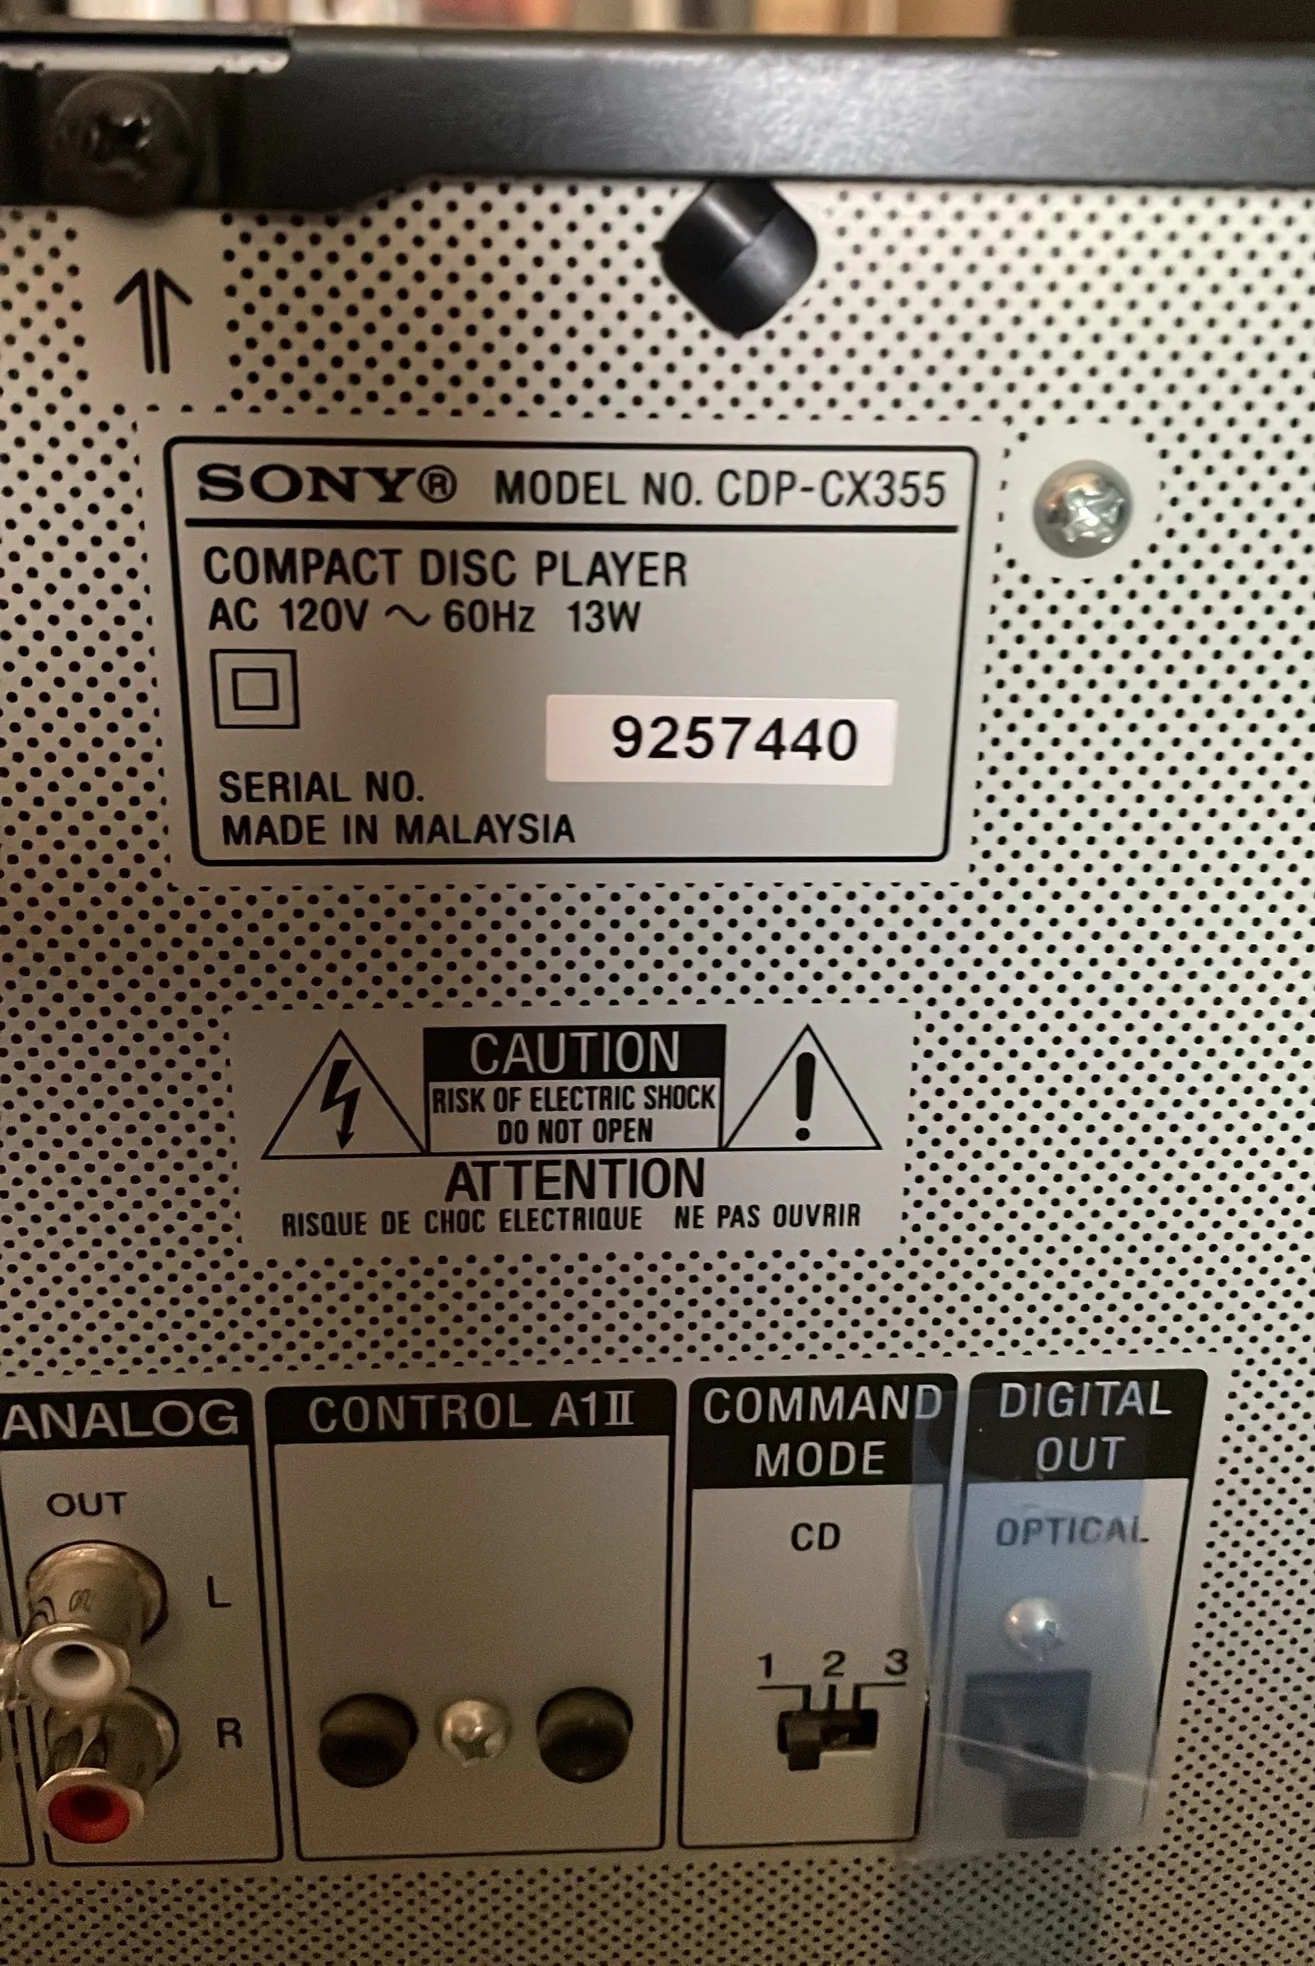 SONY® MODEL NO. CDP-CX355
COMPACT DISC PLAYER
AC 120V ~ 60Hz 13W
9257440
SERIAL NO.
MADE IN MALAYSIA
CAUTION
RISK OF ELECTRIC SHOCK
DO NOT OPEN
ATTENTION
RISQUE DE CHOC ELECTRIQUE NE PAS OUVRIR
ANALOG
OUT
L
R
CONTROL A1II
COMMAND
MODE
CD
1 2 3
DIGITAL
OUT
OPTICAL